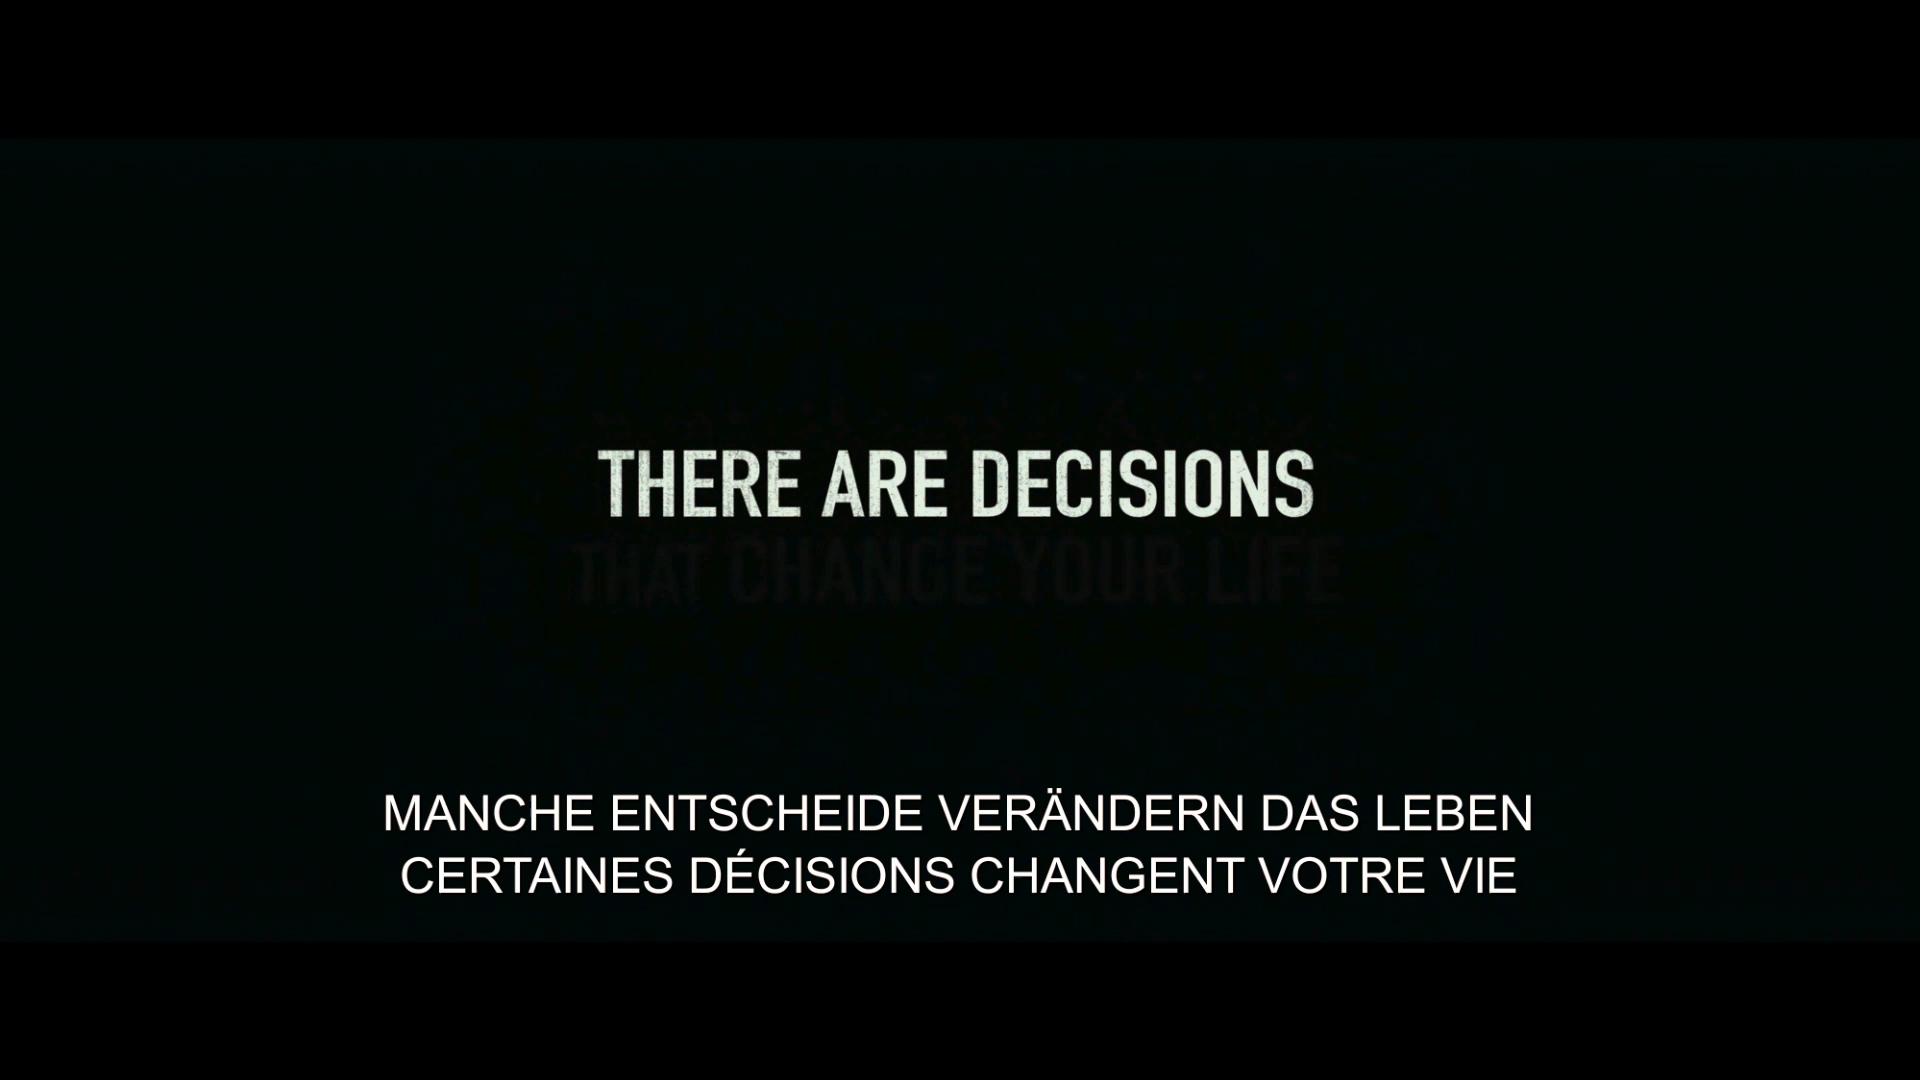 THERE ARE DECISIONS
THAT CHANGE YOUR LIFE
MANCHE ENTSCHEIDE VERÄNDERN DAS LEBEN
CERTAINES DÉCISIONS CHANGENT VOTRE VIE